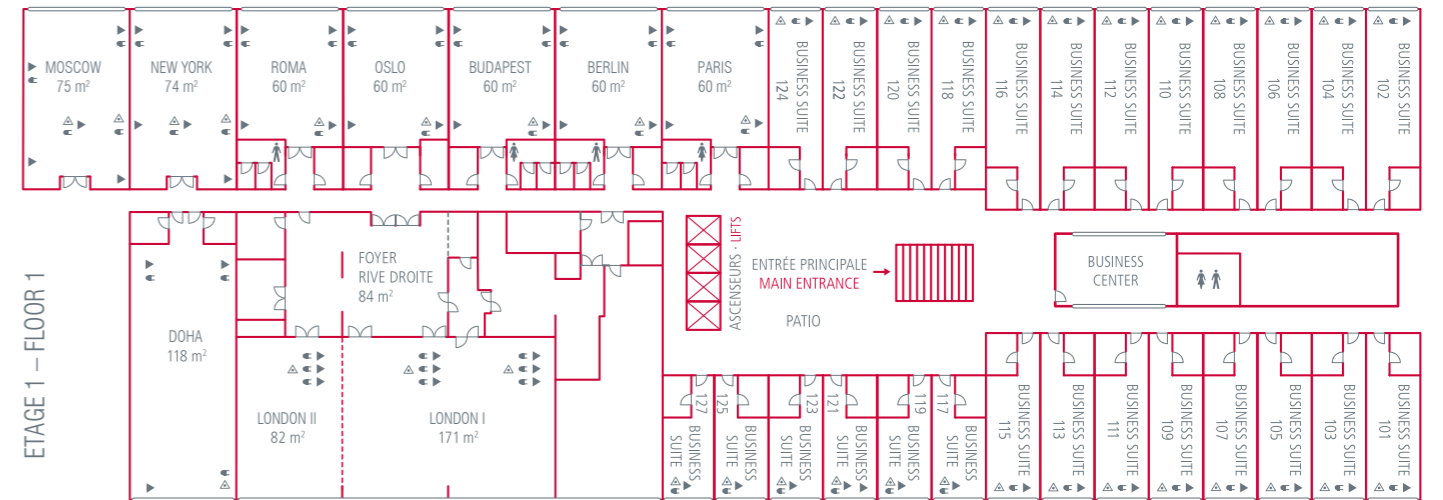 MOSCOW
75 m²
NEW YORK
74 m²
ROMA
60 m²
OSLO
60 m²
BUDAPEST
60 m²
BERLIN
60 m²
PARIS
60 m²
BUSINESS SUITE
124
BUSINESS SUITE
122
BUSINESS SUITE
120
BUSINESS SUITE
118
BUSINESS SUITE
116
BUSINESS SUITE
114
BUSINESS SUITE
112
BUSINESS SUITE
110
BUSINESS SUITE
108
BUSINESS SUITE
106
BUSINESS SUITE
104
BUSINESS SUITE
102
ETAGE 1 – FLOOR 1
DOHA
118 m²
FOYER
RIVE DROITE
84 m²
LONDON II
82 m²
LONDON I
171 m²
ASCENSEURS · LIFTS
ENTRÉE PRINCIPALE
MAIN ENTRANCE
PATIO
BUSINESS
CENTER
127
BUSINESS
SUITE
125
BUSINESS
SUITE
123
BUSINESS
SUITE
121
BUSINESS
SUITE
119
BUSINESS
SUITE
117
BUSINESS
SUITE
BUSINESS SUITE
115
BUSINESS SUITE
113
BUSINESS SUITE
111
BUSINESS SUITE
109
BUSINESS SUITE
107
BUSINESS SUITE
105
BUSINESS SUITE
103
BUSINESS SUITE
101